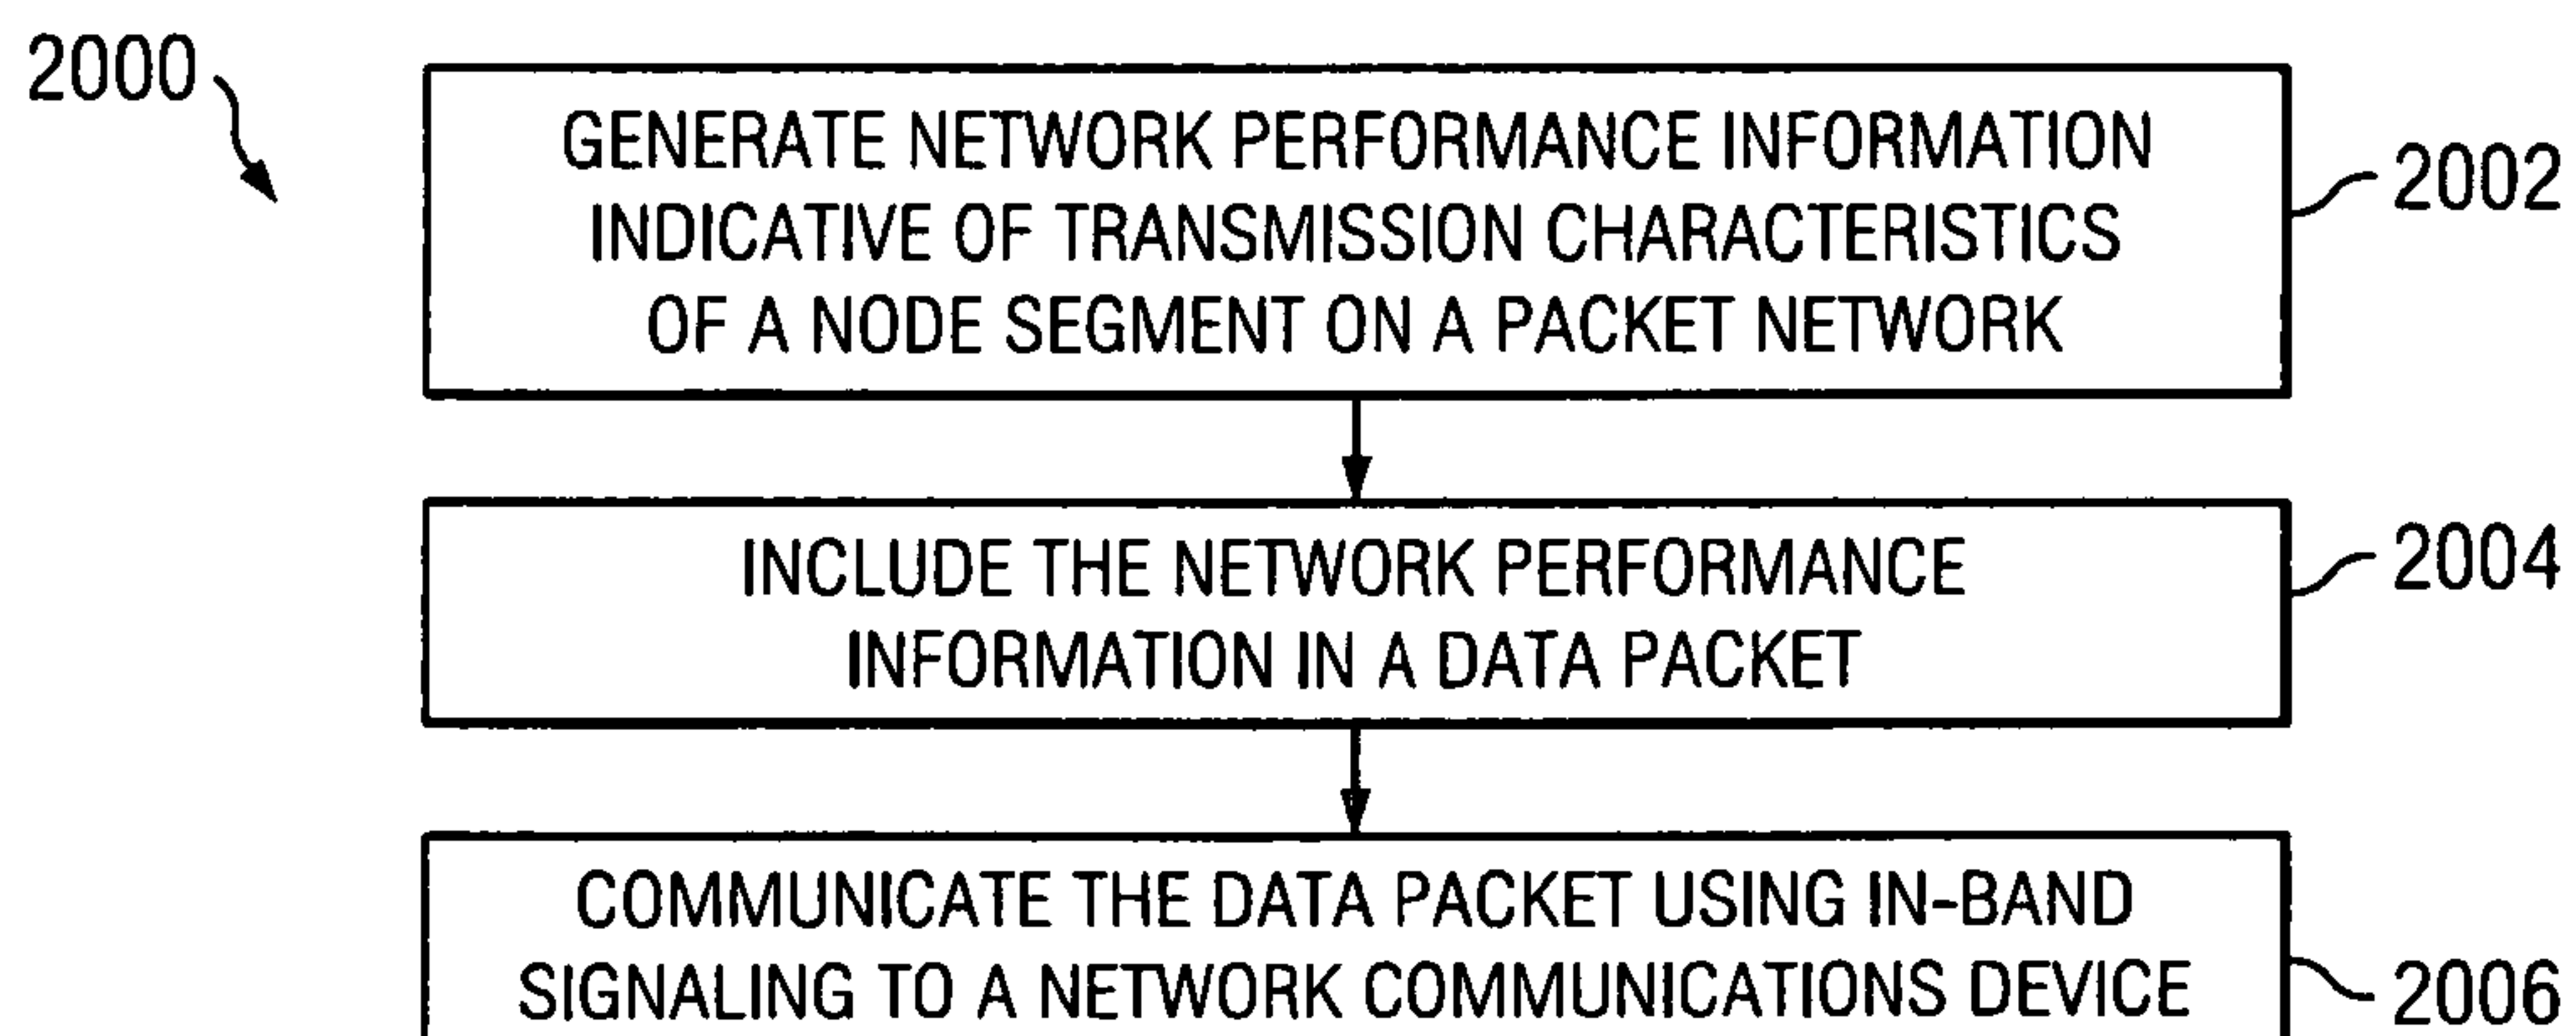 2000
GENERATE NETWORK PERFORMANCE INFORMATION
INDICATIVE OF TRANSMISSION CHARACTERISTICS
OF A NODE SEGMENT ON A PACKET NETWORK
2002
INCLUDE THE NETWORK PERFORMANCE
INFORMATION IN A DATA PACKET
2004
COMMUNICATE THE DATA PACKET USING IN-BAND
SIGNALING TO A NETWORK COMMUNICATIONS DEVICE
2006